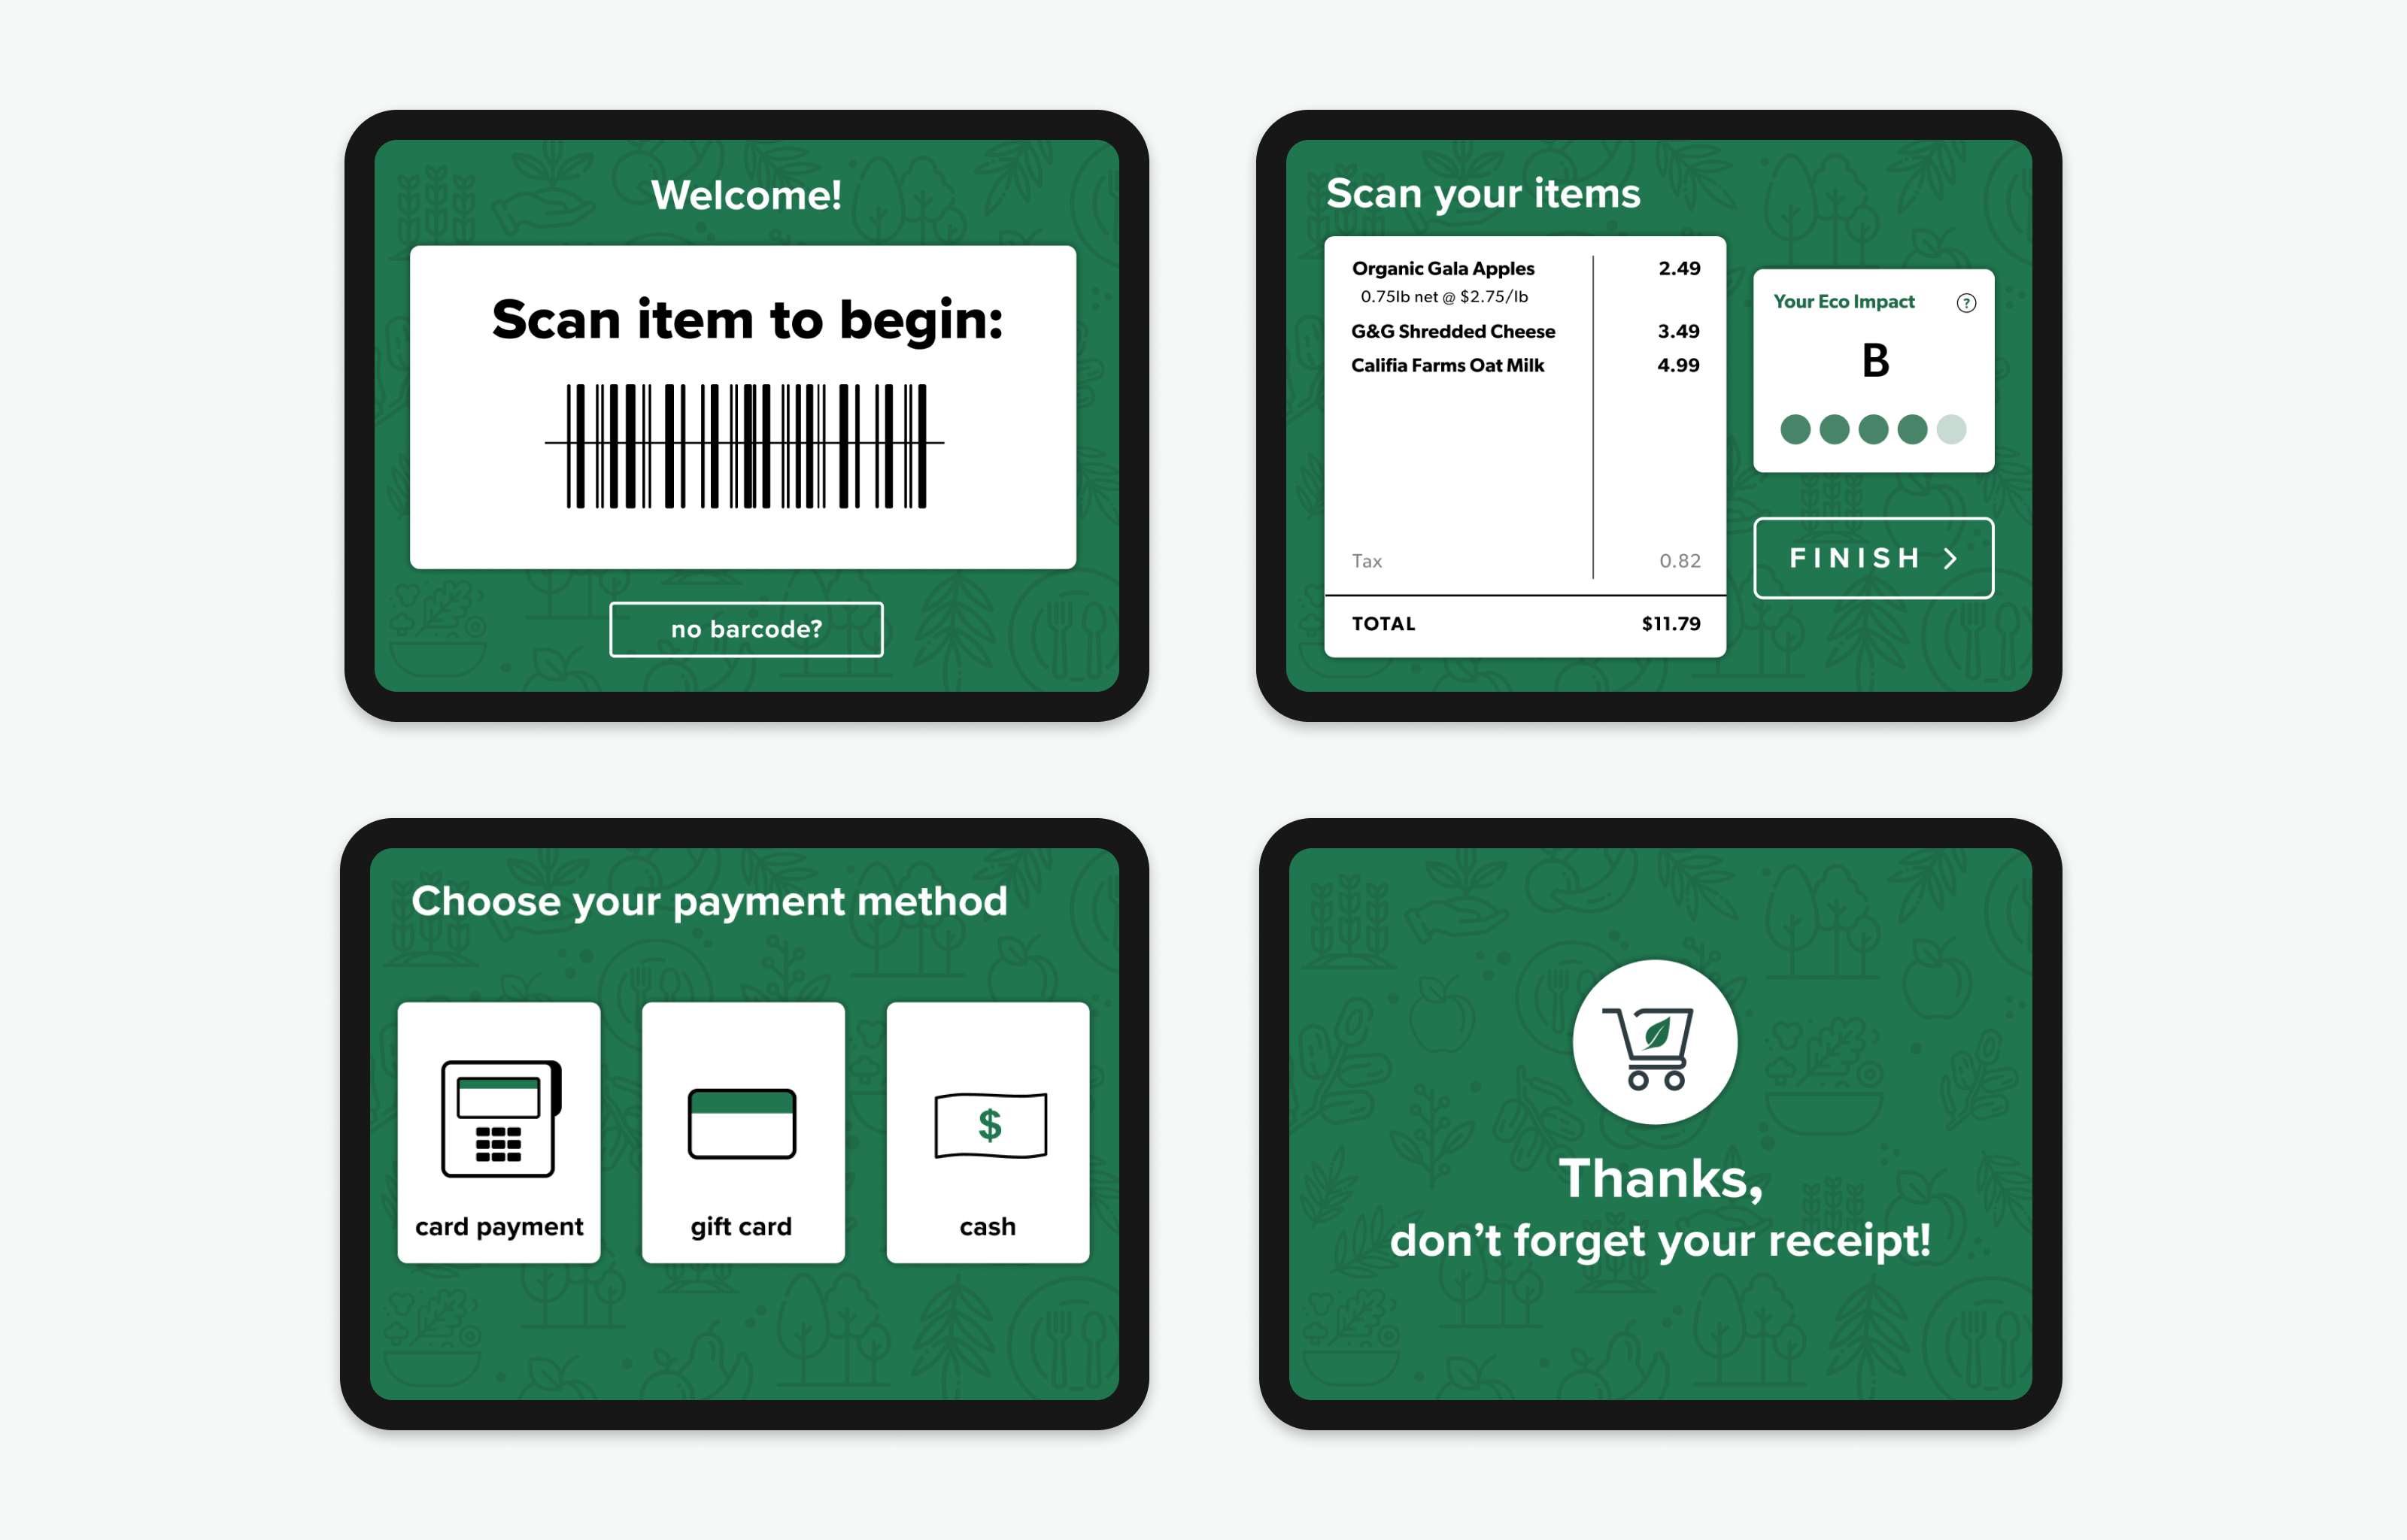 Welcome!
Scan item to begin:
no barcode?
Scan your items
Organic Gala Apples 2.49
0.75lb net @ $2.75/lb
G&G Shredded Cheese 3.49
Califia Farms Oat Milk 4.99
Tax 0.82
TOTAL $11.79
Your Eco Impact ?
B
FINISH >
Choose your payment method
$
card payment
gift card
cash
Thanks,
don’t forget your receipt!